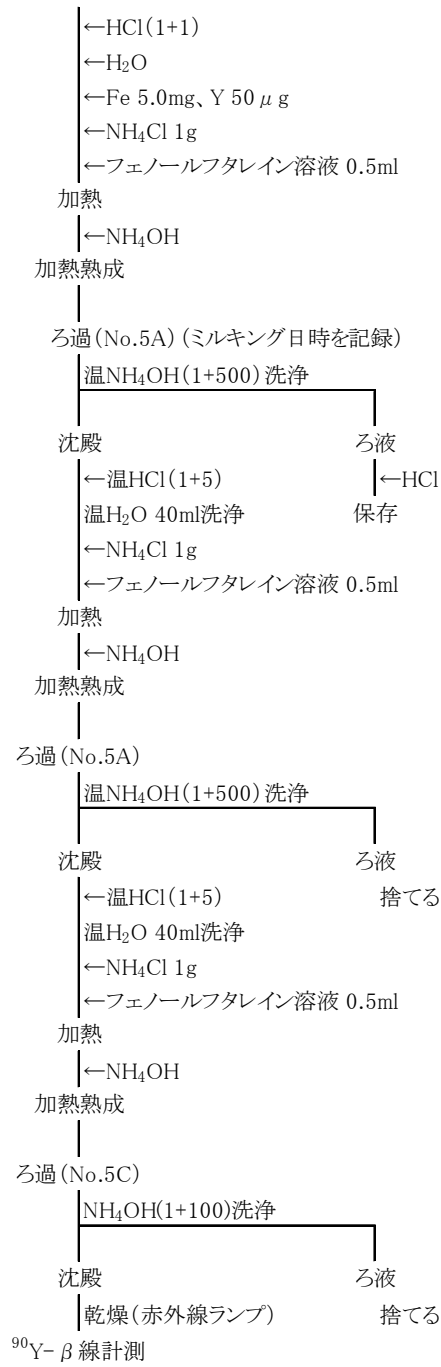 ←HCl(1+1)
←H₂O
←Fe 5.0mg、Y 50μg
←NH₄Cl 1g
←フェノールフタレイン溶液 0.5ml
加熱
←NH₄OH
加熱熟成
ろ過(No.5A) (ミルキング日時を記録)
温NH₄OH(1+500)洗浄
沈殿 ろ液
←温HCl(1+5) ←HCl
温H₂O 40ml洗浄 保存
←NH₄Cl 1g
←フェノールフタレイン溶液 0.5ml
加熱
←NH₄OH
加熱熟成
ろ過(No.5A)
温NH₄OH(1+500)洗浄
沈殿 ろ液
←温HCl(1+5) 捨てる
温H₂O 40ml洗浄
←NH₄Cl 1g
←フェノールフタレイン溶液 0.5ml
加熱
←NH₄OH
加熱熟成
ろ過(No.5C)
NH₄OH(1+100)洗浄
沈殿 ろ液
乾燥(赤外線ランプ) 捨てる
⁹⁰Y-β線計測